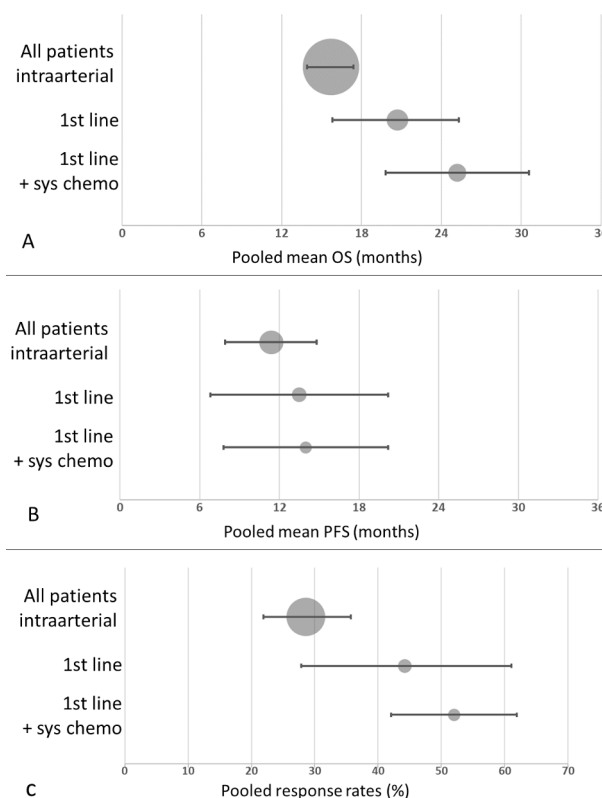 All patients
intraarterial
1st line
1st line
+ sys chemo
A
0 6 12 18 24 30 36
Pooled mean OS (months)
All patients
intraarterial
1st line
1st line
+ sys chemo
B
0 6 12 18 24 30 36
Pooled mean PFS (months)
All patients
intraarterial
1st line
1st line
+ sys chemo
0 10 20 30 40 50 60 70
C
Pooled response rates (%)